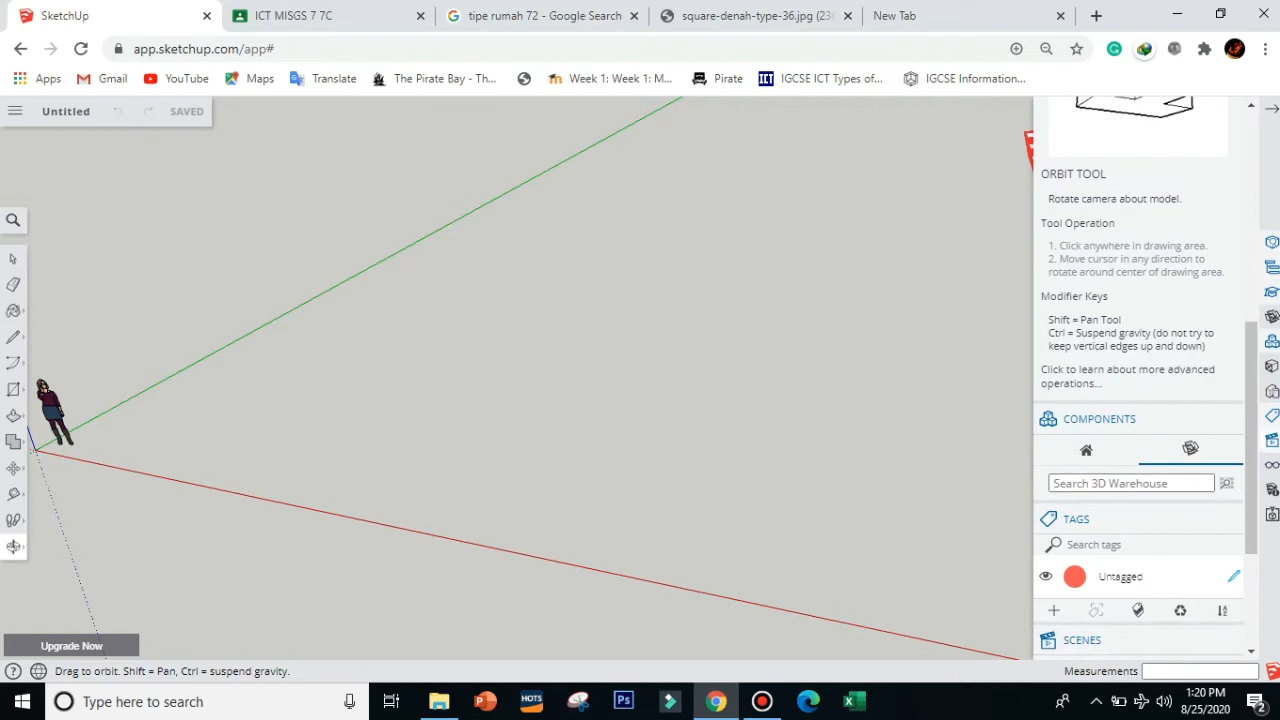 SketchUp
ICT MISGS 7 7C
tipe rumah 72 - Google Search
square-denah-type-36.jpg (236
New Tab
app.sketchup.com/app#
Apps
Gmail
YouTube
Maps
Translate
The Pirate Bay - Th...
Week 1: Week 1: M...
Pirate
ICT
IGCSE ICT Types of...
IGCSE Information...
Untitled
SAVED
ORBIT TOOL
Rotate camera about model.
Tool Operation
1. Click anywhere in drawing area.
2. Move cursor in any direction to
rotate around center of drawing area.
Modifier Keys
Shift = Pan Tool
Ctrl = Suspend gravity (do not try to
keep vertical edges up and down)
Click to learn about more advanced
operations...
COMPONENTS
Search 3D Warehouse
TAGS
Search tags
Untagged
SCENES
Upgrade Now
Drag to orbit. Shift = Pan, Ctrl = suspend gravity.
Measurements
Type here to search
HOTS
Ps
1:20 PM
8/25/2020
2